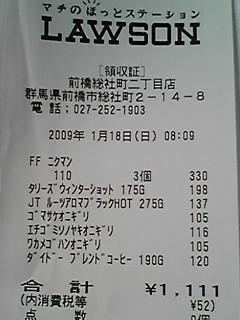 マチのほっとステーション
LAWSON
[領収証]
前橋総社町二丁目店
群馬県前橋市総社町2-14-8
電話:027-252-1903
2009年 1月18日(日) 08:09
FF ニクマン
110 3個 330
タリーズウィンターショット 175G 198
JT ルーツアロマブラックHOT 275G 137
ゴマサケオニギリ 105
エチゴミソノヤキオニギリ 116
ワカメゴハンオニギリ 105
ダイドー ブレンドコーヒー 190G 120
合計 ¥1,111
(内消費税等 ¥52)
点数 9個